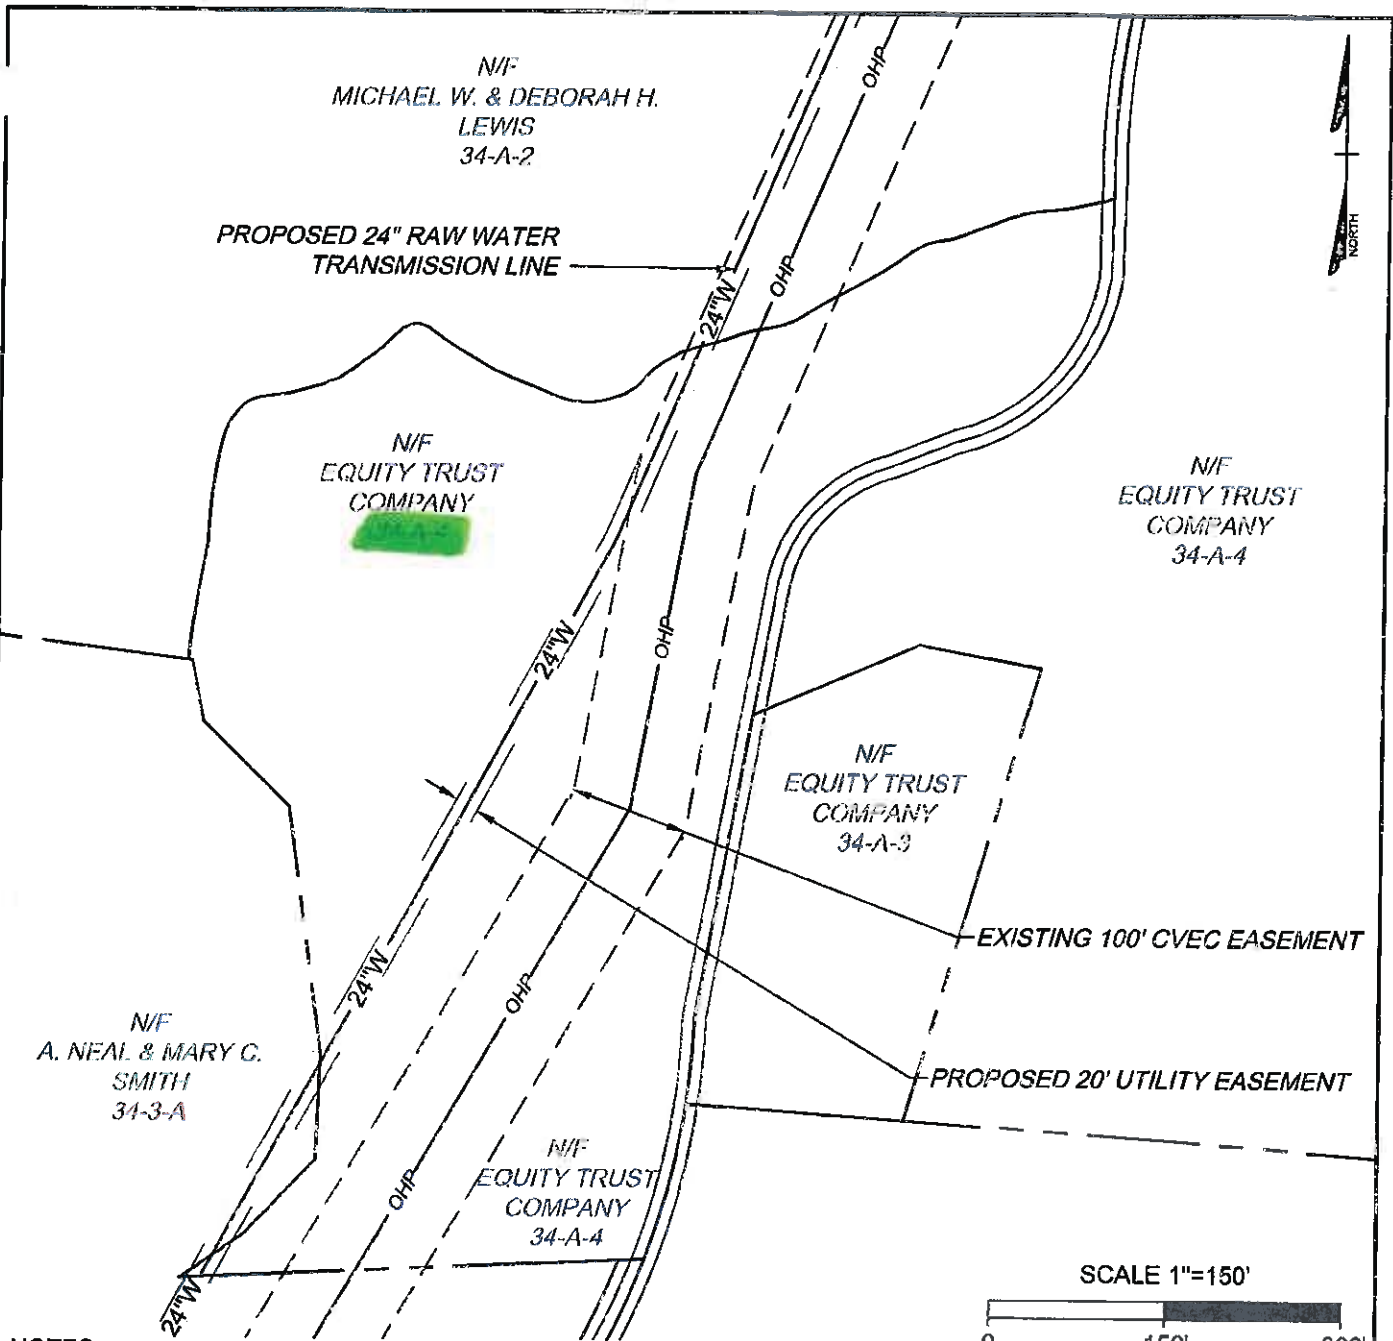 N/F
MICHAEL W. & DEBORAH H.
LEWIS
34-A-2
PROPOSED 24" RAW WATER
TRANSMISSION LINE
OHP
OHP
24"W
NORTH
N/F
EQUITY TRUST
COMPANY
N/F
EQUITY TRUST
COMPANY
34-A-4
24"W
OHP
N/F
EQUITY TRUST
COMPANY
34-A-3
EXISTING 100' CVEC EASEMENT
24"W
OHP
N/F
A. NEAL & MARY C.
SMITH
34-3-A
PROPOSED 20' UTILITY EASEMENT
N/F
EQUITY TRUST
COMPANY
34-A-4
OHP
24"W
SCALE 1"=150'
0 150'